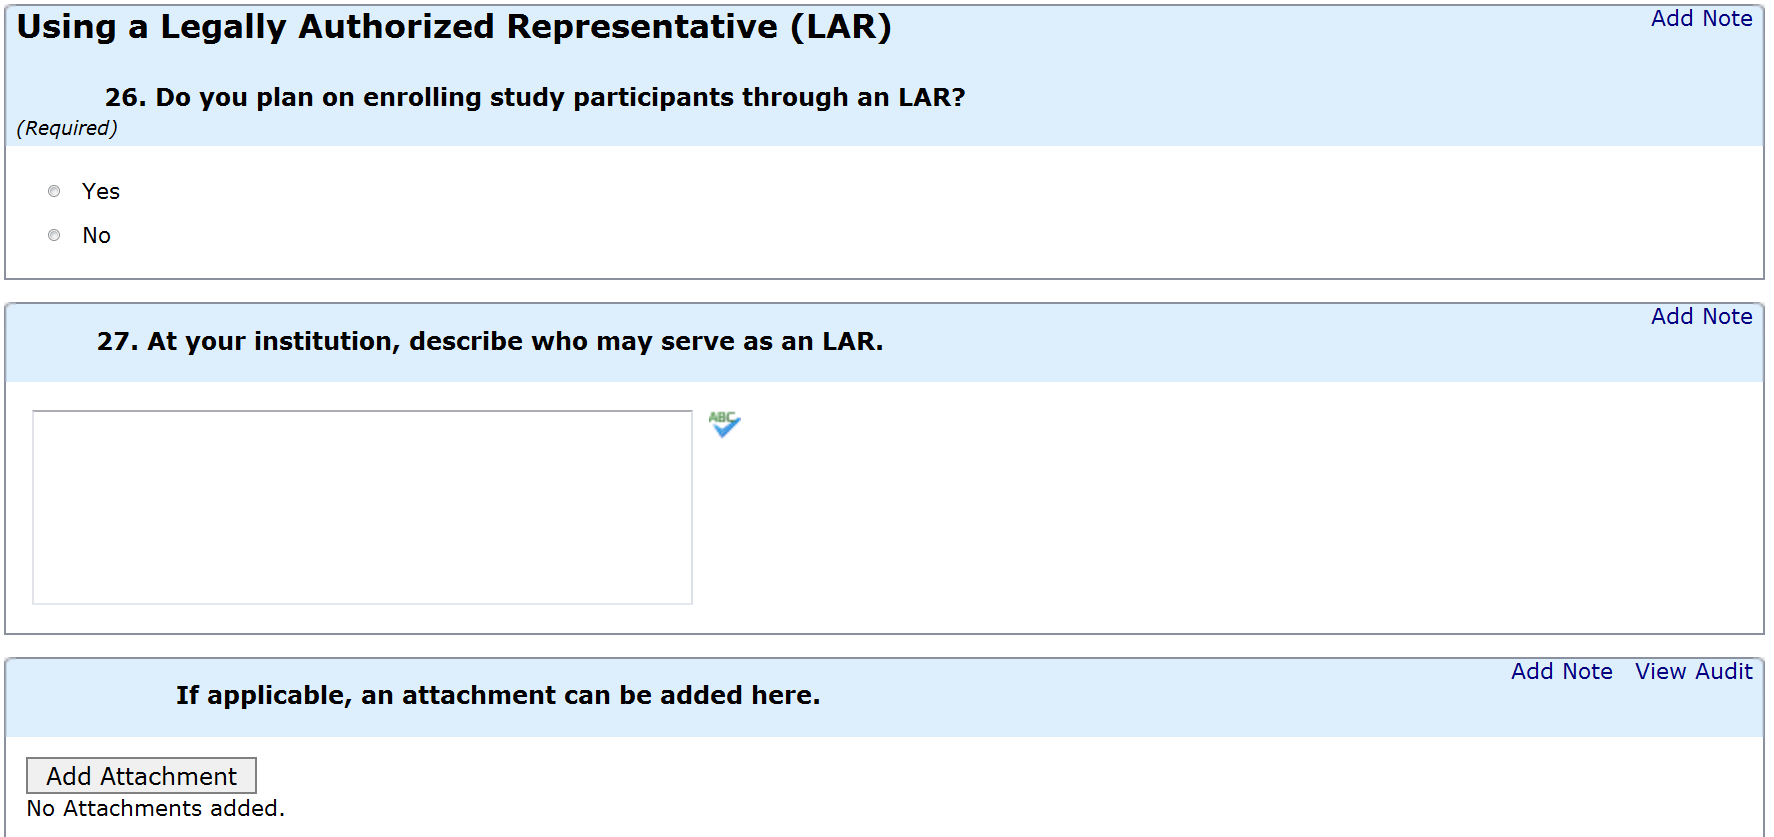 Using a Legally Authorized Representative (LAR)
Add Note
26. Do you plan on enrolling study participants through an LAR?
(Required)
Yes
No
Add Note
27. At your institution, describe who may serve as an LAR.
ABC
Add Note View Audit
If applicable, an attachment can be added here.
Add Attachment
No Attachments added.